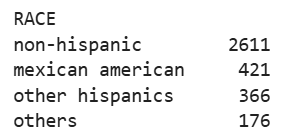 RACE
non-hispanic 2611
mexican american 421
other hispanics 366
others 176